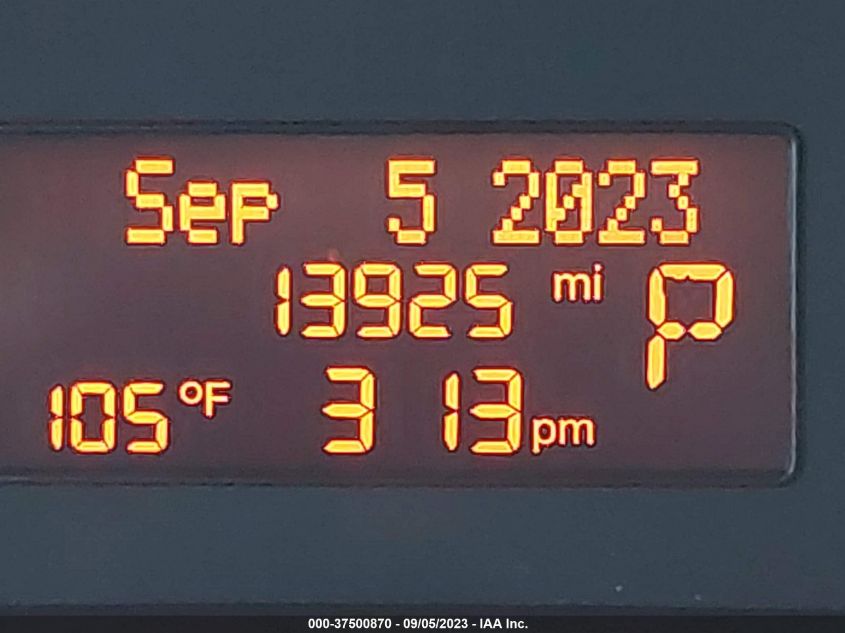 Sep 5 2023
13925 mi P
105 °F 3 13 pm
000-37500870 - 09/05/2023 - IAA Inc.